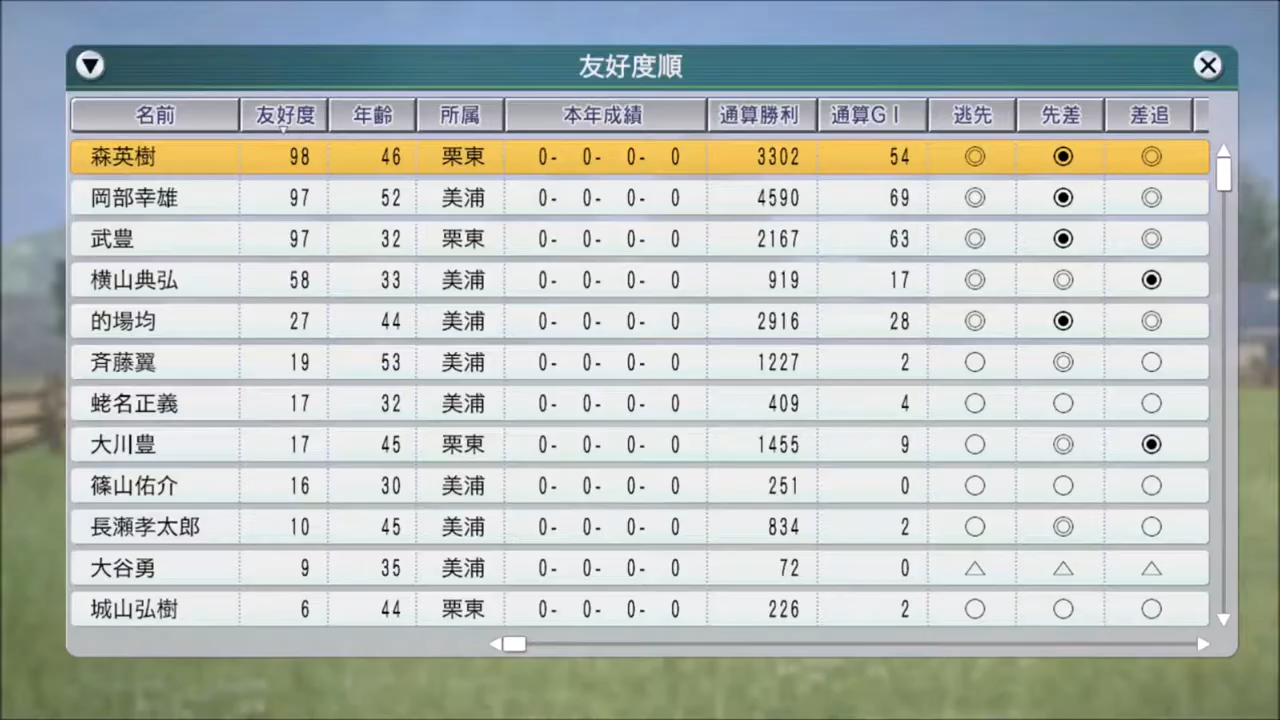 友好度順
名前 友好度 年齢 所属 本年成績 通算勝利 通算GⅠ 逃先 先差 差追
森英樹 98 46 栗東 0- 0- 0- 0 3302 54 ◎ ◉ ◎
岡部幸雄 97 52 美浦 0- 0- 0- 0 4590 69 ◎ ◉ ◎
武豊 97 32 栗東 0- 0- 0- 0 2167 63 ◎ ◉ ◎
横山典弘 58 33 美浦 0- 0- 0- 0 919 17 ◎ ◎ ◉
的場均 27 44 美浦 0- 0- 0- 0 2916 28 ◎ ◉ ◎
斉藤翼 19 53 美浦 0- 0- 0- 0 1227 2 ○ ◎ ○
蛯名正義 17 32 美浦 0- 0- 0- 0 409 4 ○ ○ ○
大川豊 17 45 栗東 0- 0- 0- 0 1455 9 ○ ◎ ◉
篠山佑介 16 30 美浦 0- 0- 0- 0 251 0 ○ ○ ○
長瀬孝太郎 10 45 美浦 0- 0- 0- 0 834 2 ○ ◎ ○
大谷勇 9 35 美浦 0- 0- 0- 0 72 0 △ △ △
城山弘樹 6 44 栗東 0- 0- 0- 0 226 2 ○ ○ ○